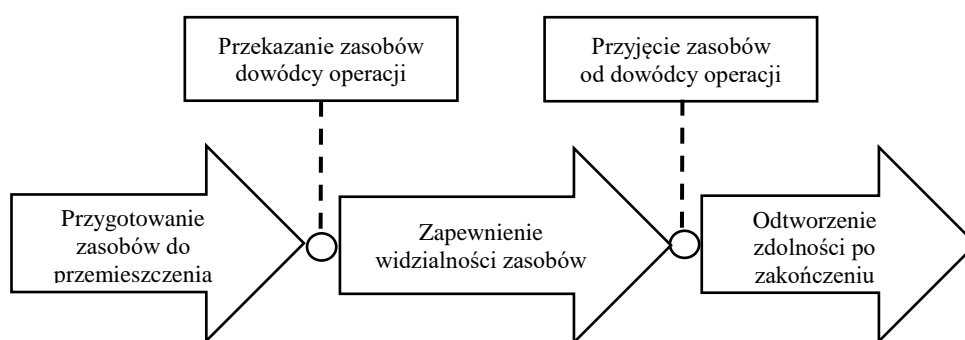 Przekazanie zasobów
dowódcy operacji
Przyjęcie zasobów
od dowódcy operacji
Przygotowanie
zasobów do
przemieszczenia
Zapewnienie
widzialności zasobów
Odtworzenie
zdolności po
zakończeniu